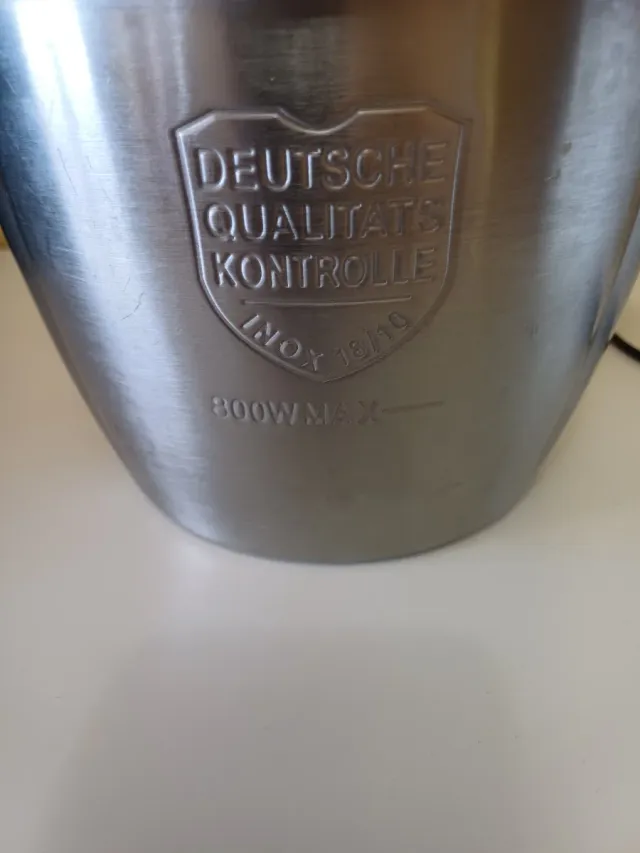 DEUTSCHE
QUALITATS
KONTROLLE
INOX 18/10
800W MAX